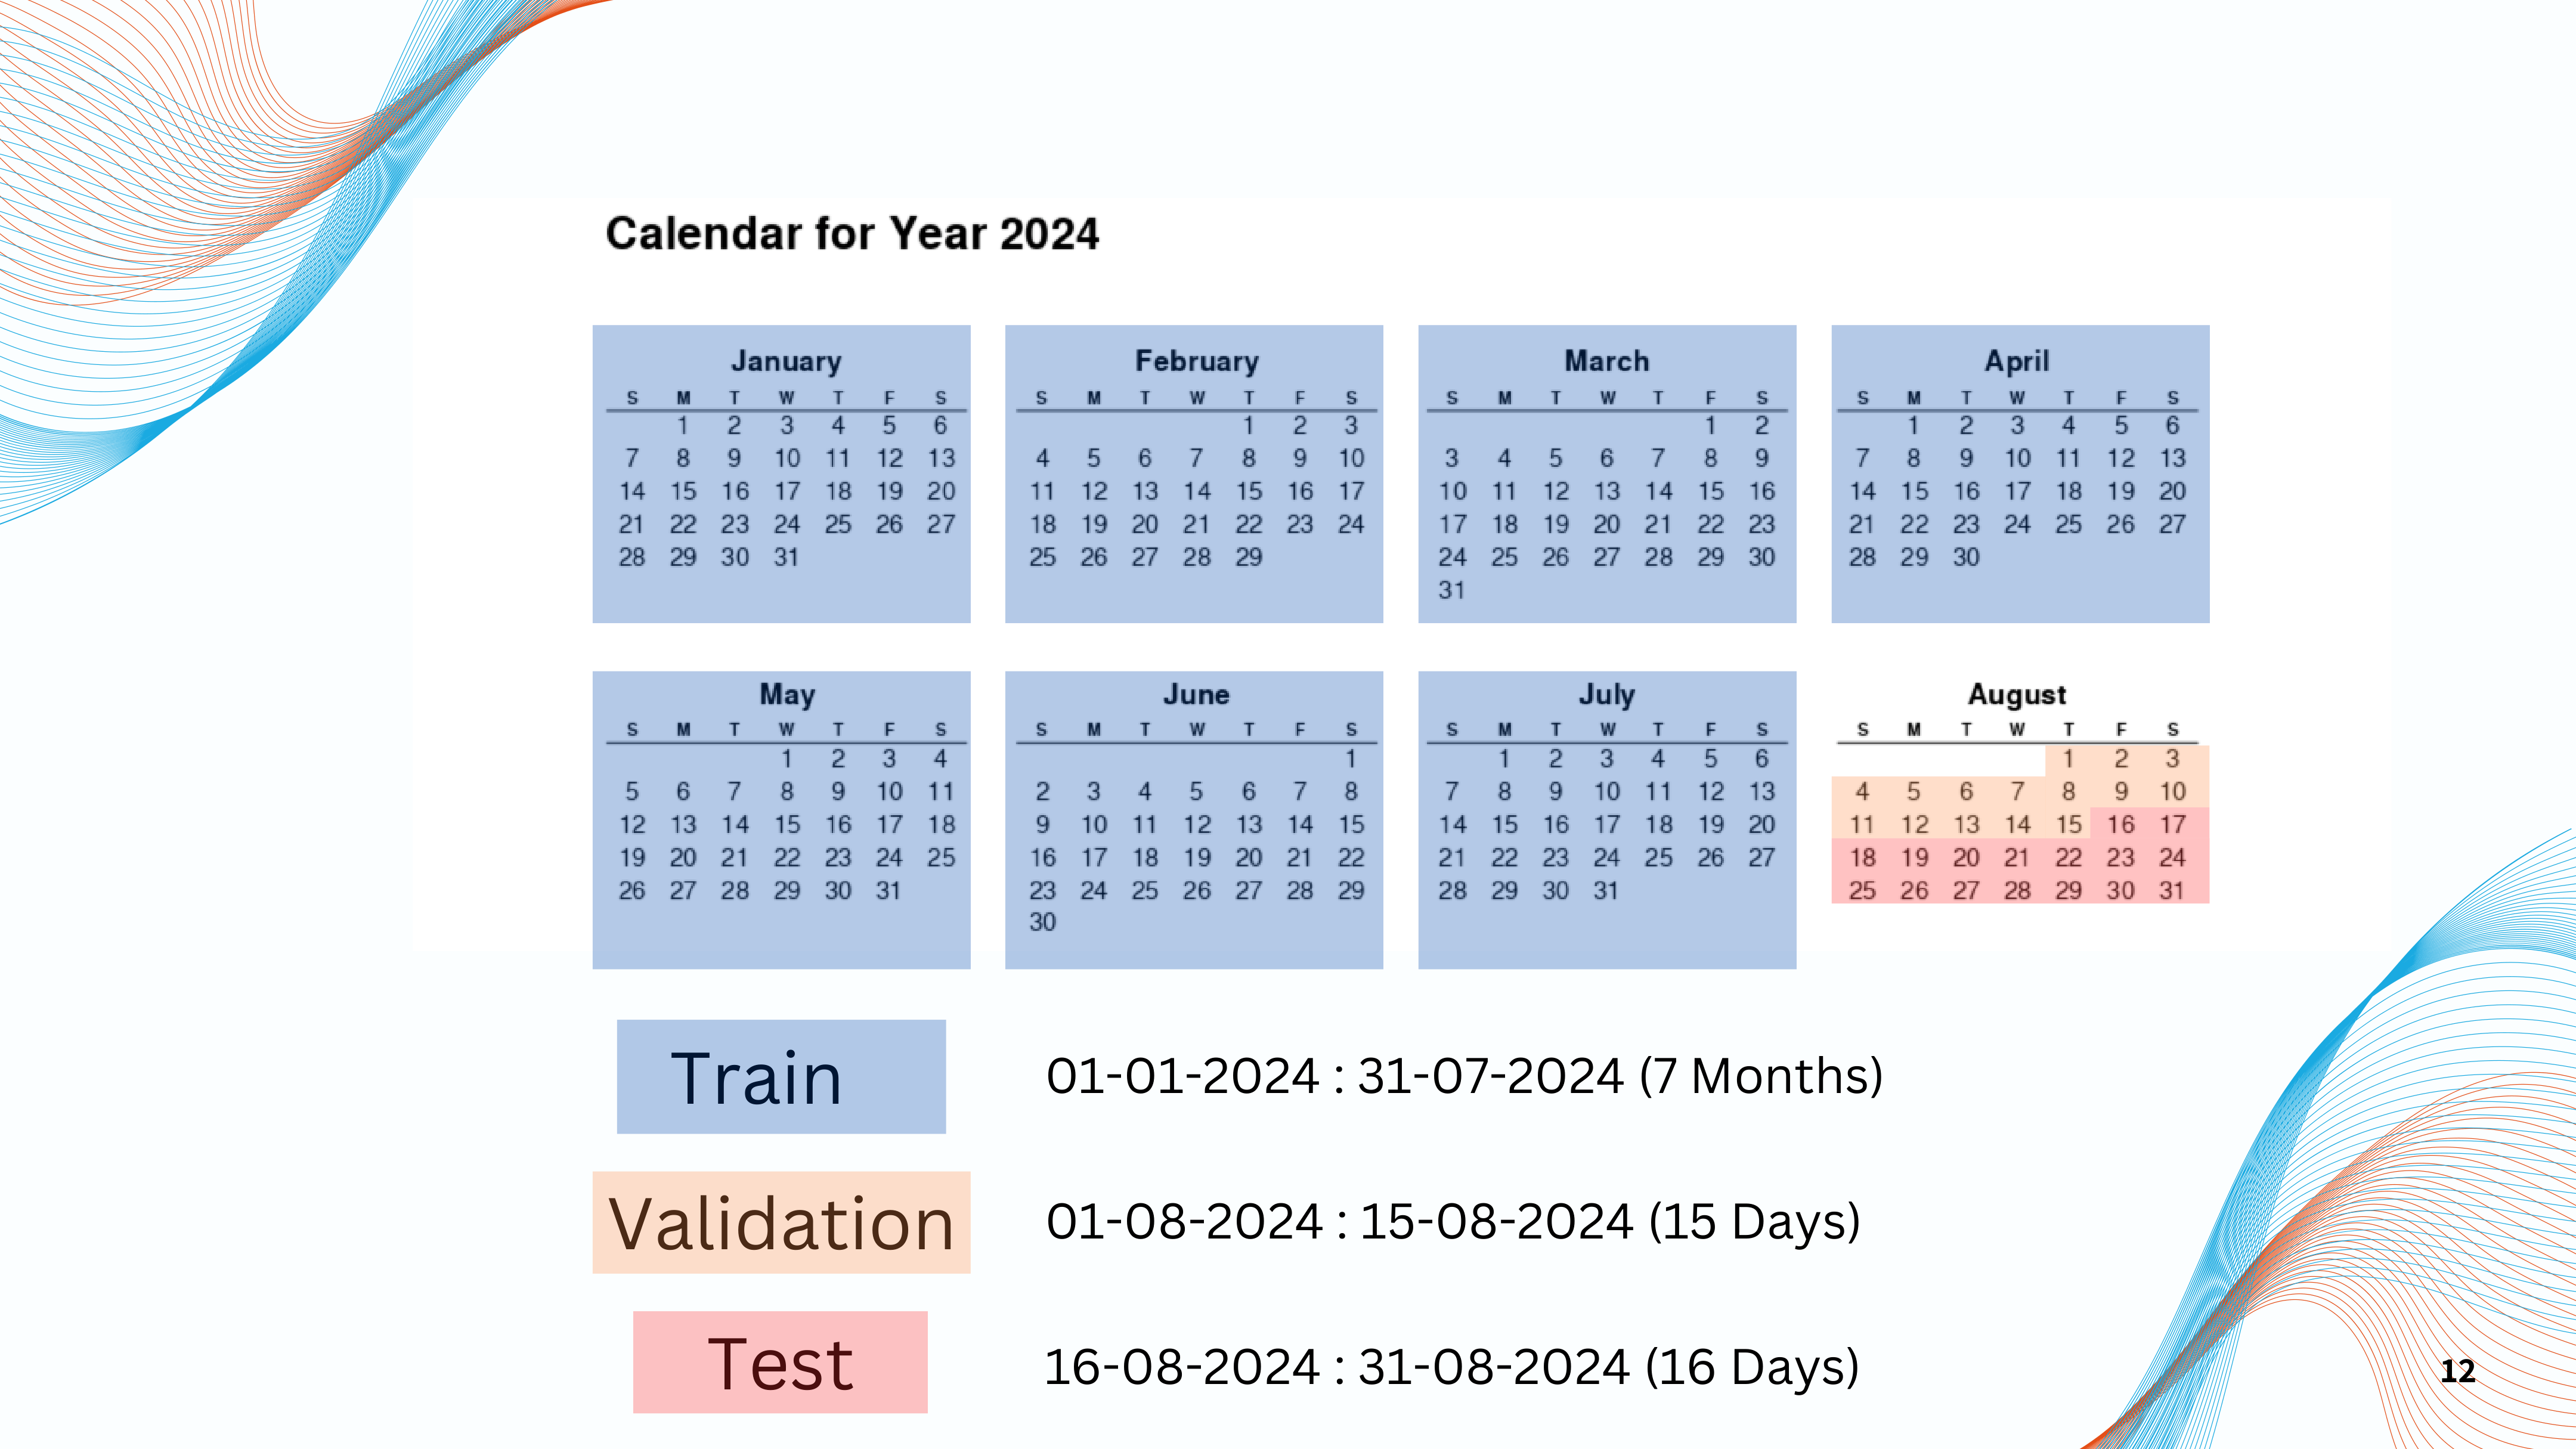 Calendar for Year 2024
January
S M T W T F S
1 2 3 4 5 6
7 8 9 10 11 12 13
14 15 16 17 18 19 20
21 22 23 24 25 26 27
28 29 30 31
February
S M T W T F S
1 2 3
4 5 6 7 8 9 10
11 12 13 14 15 16 17
18 19 20 21 22 23 24
25 26 27 28 29
March
S M T W T F S
1 2
3 4 5 6 7 8 9
10 11 12 13 14 15 16
17 18 19 20 21 22 23
24 25 26 27 28 29 30
31
April
S M T W T F S
1 2 3 4 5 6
7 8 9 10 11 12 13
14 15 16 17 18 19 20
21 22 23 24 25 26 27
28 29 30
May
S M T W T F S
1 2 3 4
5 6 7 8 9 10 11
12 13 14 15 16 17 18
19 20 21 22 23 24 25
26 27 28 29 30 31
June
S M T W T F S
1
2 3 4 5 6 7 8
9 10 11 12 13 14 15
16 17 18 19 20 21 22
23 24 25 26 27 28 29
30
July
S M T W T F S
1 2 3 4 5 6
7 8 9 10 11 12 13
14 15 16 17 18 19 20
21 22 23 24 25 26 27
28 29 30 31
August
S M T W T F S
1 2 3
4 5 6 7 8 9 10
11 12 13 14 15 16 17
18 19 20 21 22 23 24
25 26 27 28 29 30 31
Train 01-01-2024 : 31-07-2024 (7 Months)
Validation 01-08-2024 : 15-08-2024 (15 Days)
Test 16-08-2024 : 31-08-2024 (16 Days)
12